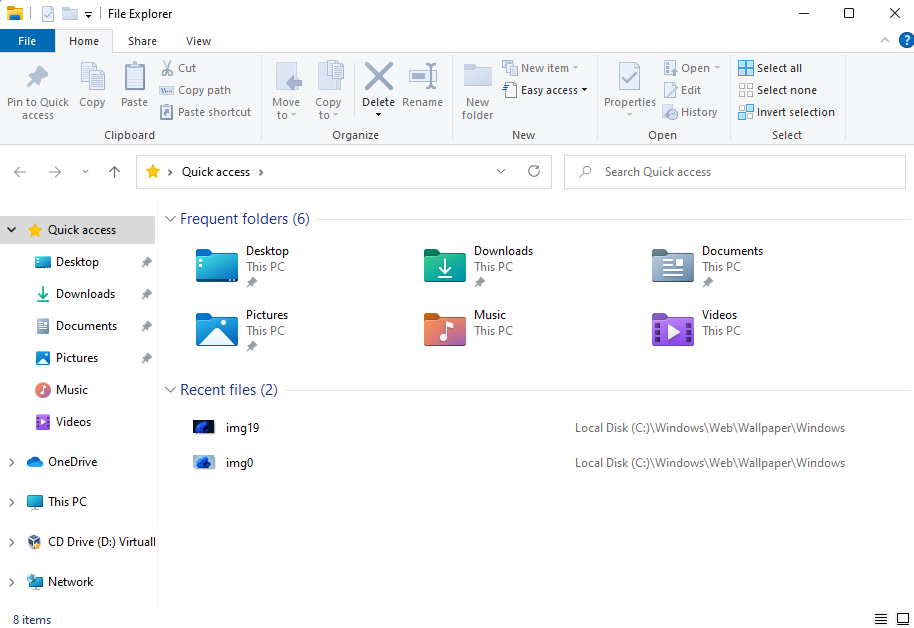 File Explorer
File Home Share View
Pin to Quick access
Copy
Paste
Cut
Copy path
Paste shortcut
Clipboard
Move to
Copy to
Delete
Rename
Organize
New folder
New item
Easy access
New
Properties
Open
Edit
History
Open
Select all
Select none
Invert selection
Select
Quick access
Search Quick access
Quick access
Desktop
Downloads
Documents
Pictures
Music
Videos
OneDrive
This PC
CD Drive (D:) Virtuall
Network
Frequent folders (6)
Desktop
This PC
Downloads
This PC
Documents
This PC
Pictures
This PC
Music
This PC
Videos
This PC
Recent files (2)
img19 Local Disk (C:)\Windows\Web\Wallpaper\Windows
img0 Local Disk (C:)\Windows\Web\Wallpaper\Windows
8 items